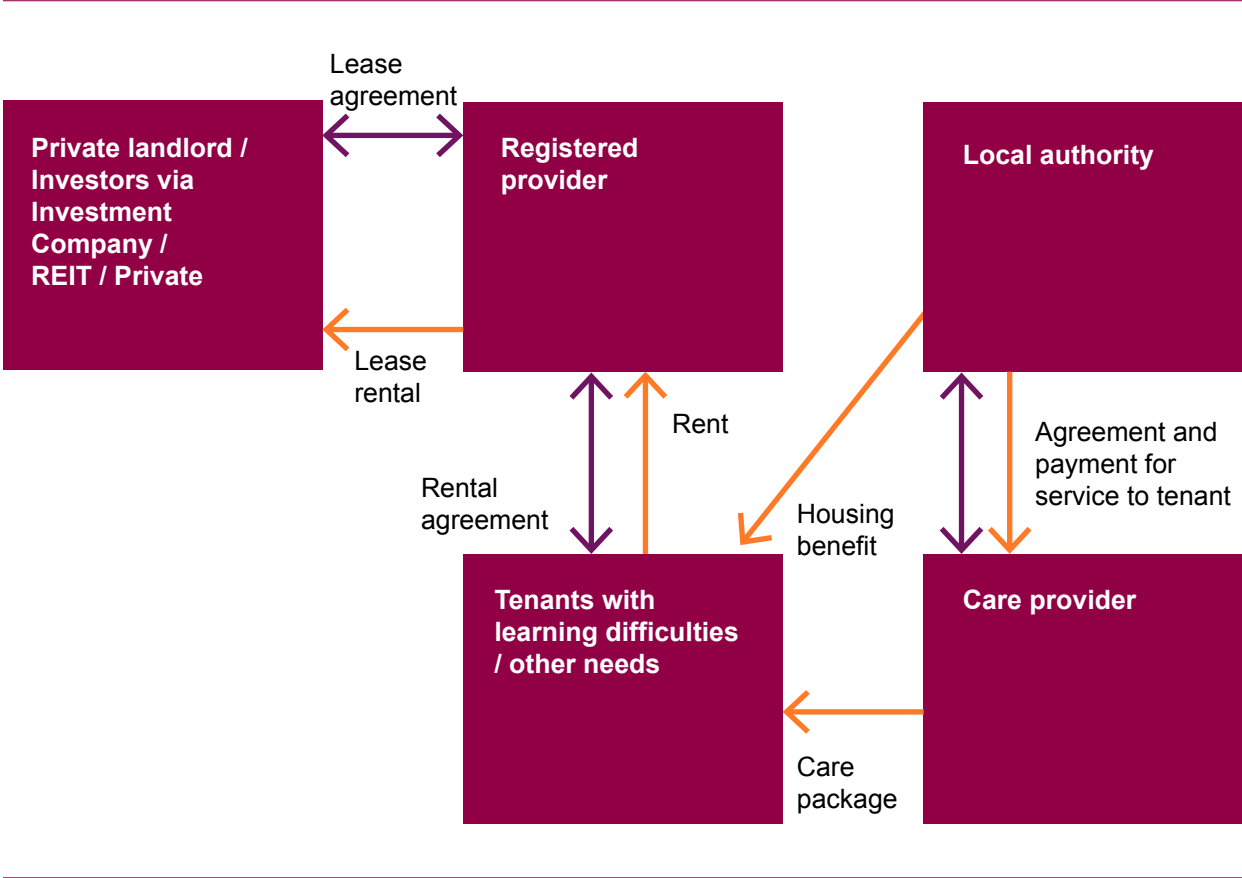 Lease
agreement
Private landlord /
Investors via
Investment
Company /
REIT / Private
Registered
provider
Local authority
Lease
rental
Rent
Rental
agreement
Agreement and
payment for
service to tenant
Housing
benefit
Tenants with
learning difficulties
/ other needs
Care provider
Care
package